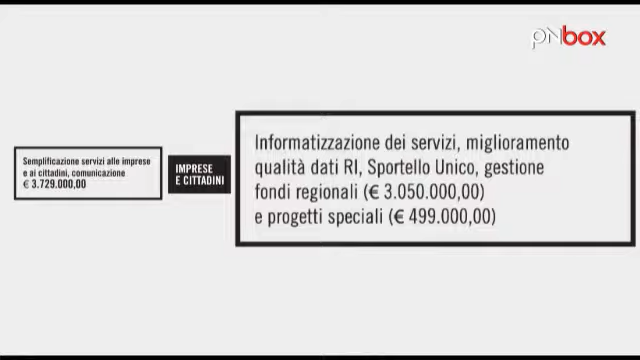 pnbox
Semplificazione servizi alle imprese
e ai cittadini, comunicazione
€ 3.729.000,00
IMPRESE
E CITTADINI
Informatizzazione dei servizi, miglioramento
qualità dati RI, Sportello Unico, gestione
fondi regionali (€ 3.050.000,00)
e progetti speciali (€ 499.000,00)